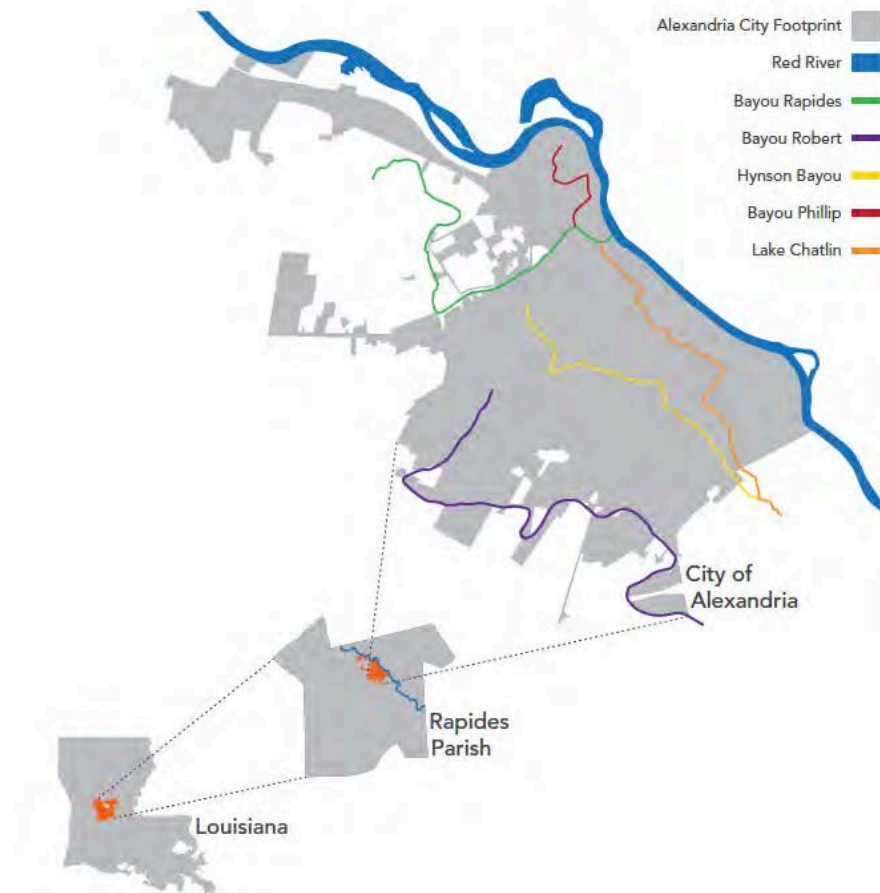 Alexandria City Footprint
Red River
Bayou Rapides
Bayou Robert
Hynson Bayou
Bayou Phillip
Lake Chatlin
City of
Alexandria
Rapides
Parish
Louisiana